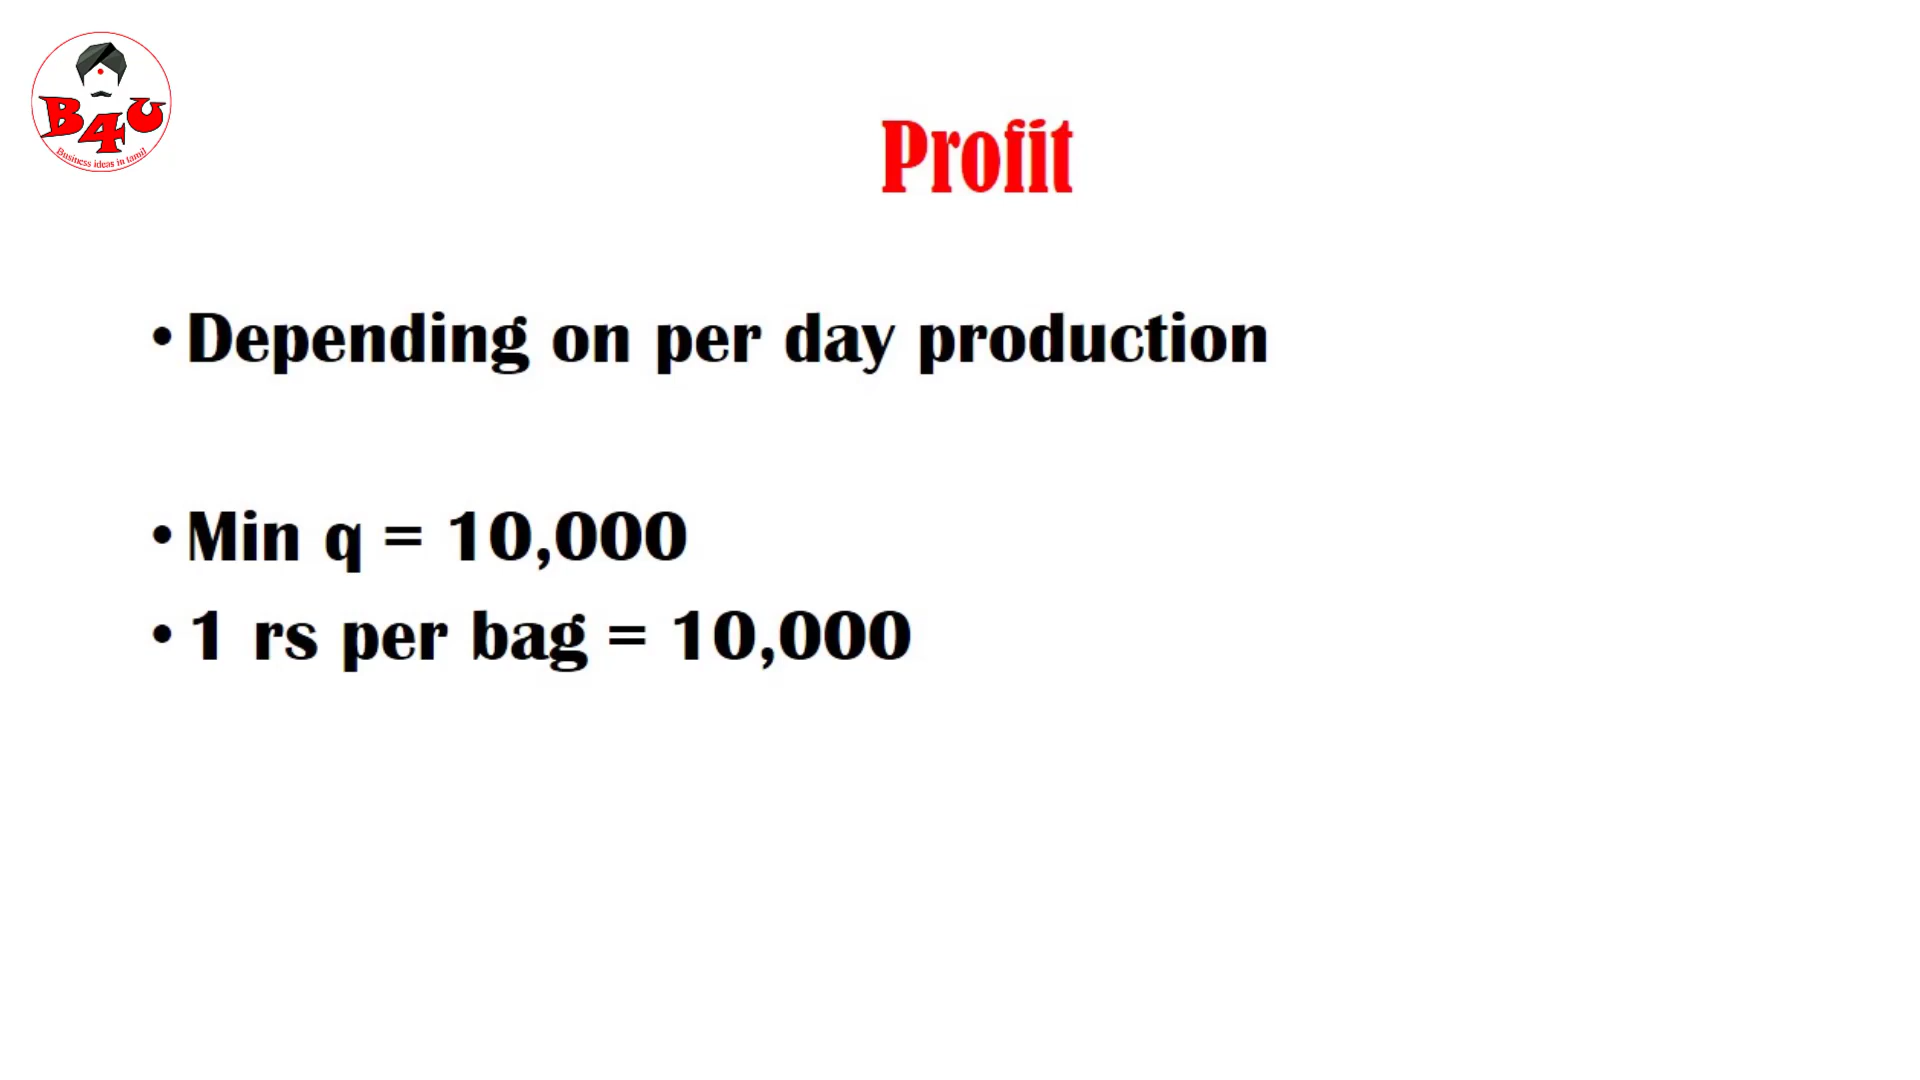 B4U
Business ideas in tamil
Profit
• Depending on per day production
• Min q = 10,000
• 1 rs per bag = 10,000